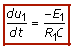 du₁/dt = -E₁/R₁C